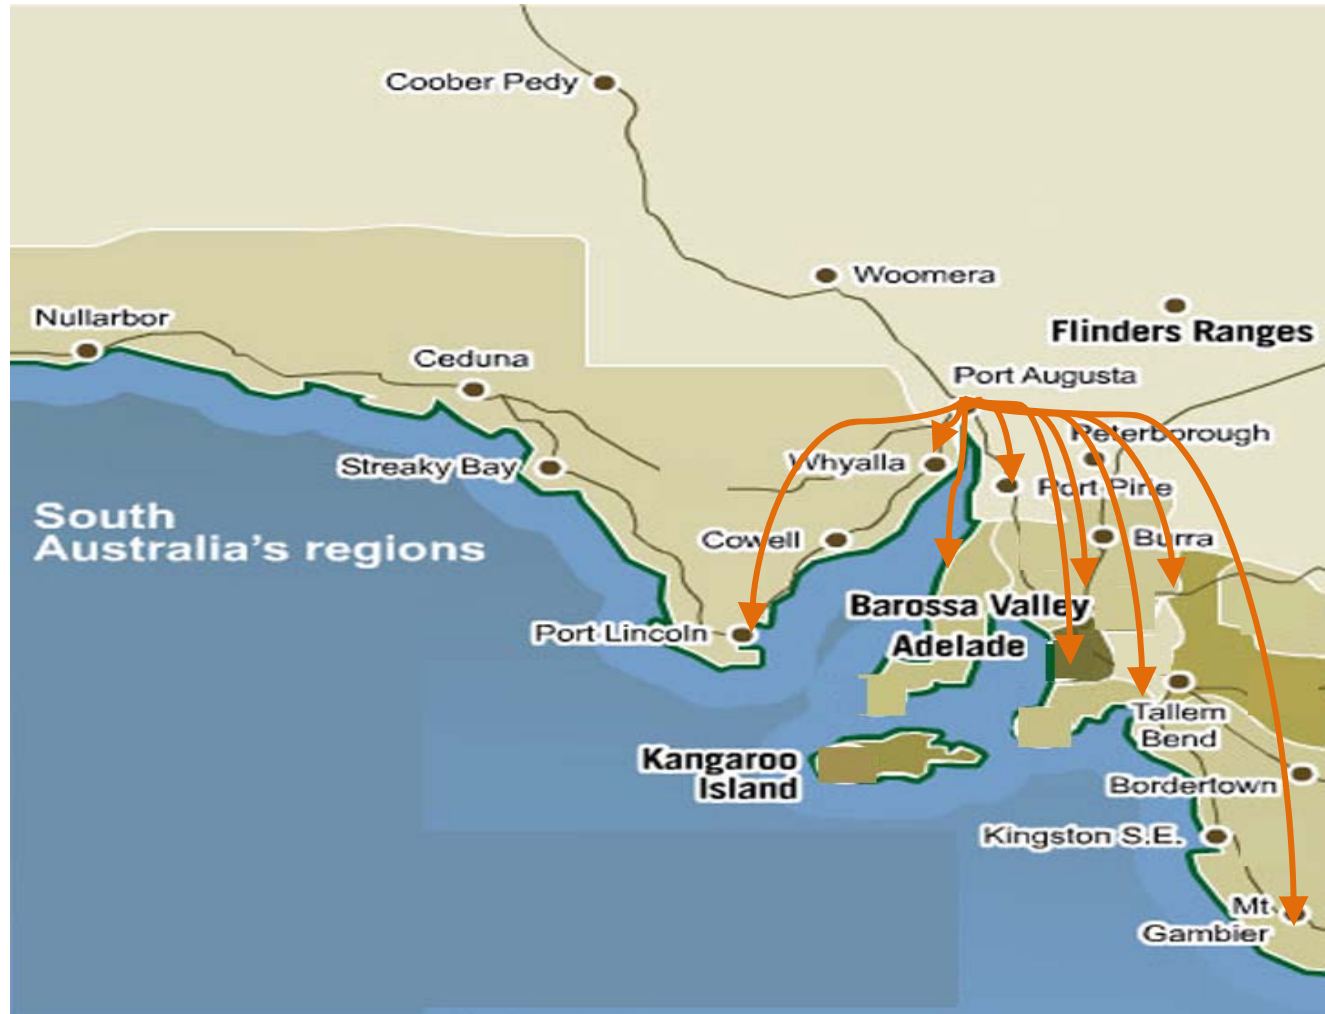 Coober Pedy
Woomera
Nullarbor
Flinders Ranges
Ceduna
Port Augusta
Peterborough
Streaky Bay
Whyalla
Port Pirie
South
Australia's regions
Cowell
Burra
Barossa Valley
Port Lincoln
Adelade
Tallem
Bend
Kangaroo
Island
Bordertown
Kingston S.E.
Mt
Gambier